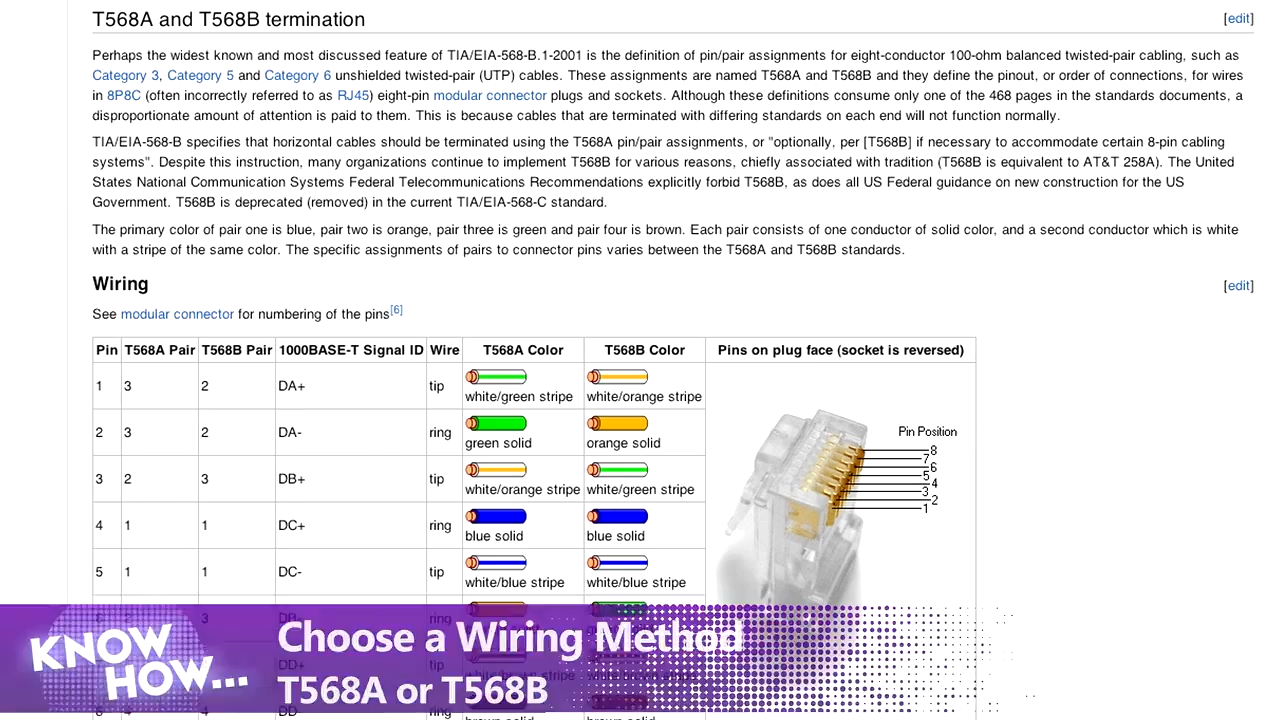 T568A and T568B termination
[edit]
Perhaps the widest known and most discussed feature of TIA/EIA-568-B.1-2001 is the definition of pin/pair assignments for eight-conductor 100-ohm balanced twisted-pair cabling, such as
Category 3, Category 5 and Category 6 unshielded twisted-pair (UTP) cables. These assignments are named T568A and T568B and they define the pinout, or order of connections, for wires
in 8P8C (often incorrectly referred to as RJ45) eight-pin modular connector plugs and sockets. Although these definitions consume only one of the 468 pages in the standards documents, a
disproportionate amount of attention is paid to them. This is because cables that are terminated with differing standards on each end will not function normally.
TIA/EIA-568-B specifies that horizontal cables should be terminated using the T568A pin/pair assignments, or "optionally, per [T568B] if necessary to accommodate certain 8-pin cabling
systems". Despite this instruction, many organizations continue to implement T568B for various reasons, chiefly associated with tradition (T568B is equivalent to AT&T 258A). The United
States National Communication Systems Federal Telecommunications Recommendations explicitly forbid T568B, as does all US Federal guidance on new construction for the US
Government. T568B is deprecated (removed) in the current TIA/EIA-568-C standard.
The primary color of pair one is blue, pair two is orange, pair three is green and pair four is brown. Each pair consists of one conductor of solid color, and a second conductor which is white
with a stripe of the same color. The specific assignments of pairs to connector pins varies between the T568A and T568B standards.
Wiring
[edit]
See modular connector for numbering of the pins[6]
Pin T568A Pair T568B Pair 1000BASE-T Signal ID Wire T568A Color T568B Color Pins on plug face (socket is reversed)
1 3 2 DA+ tip white/green stripe white/orange stripe
2 3 2 DA- ring green solid orange solid
3 2 3 DB+ tip white/orange stripe white/green stripe
4 1 1 DC+ ring blue solid blue solid
5 1 1 DC- tip white/blue stripe white/blue stripe
Pin Position
8
7
6
5
4
3
2
1
6 2 3 DB- ring
DD+ tip
4 4 DD- ring brown solid brown solid
KNOW
HOW...
Choose a Wiring Method
T568A or T568B